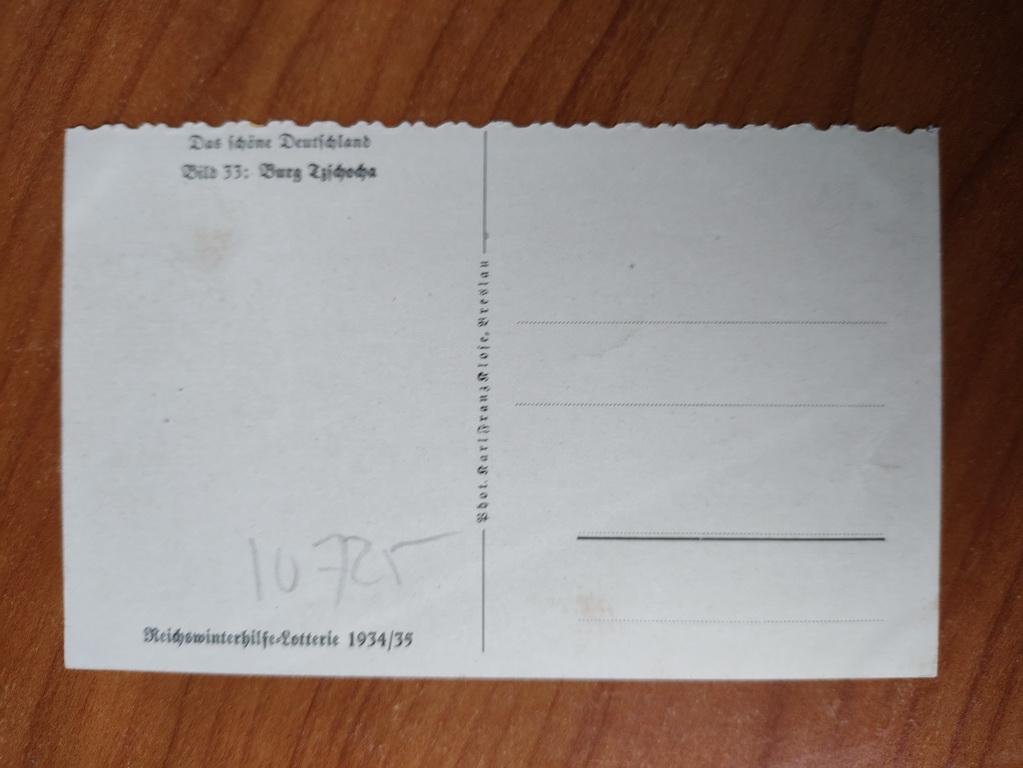 Das schöne Deutschland
Bild 33: Burg Tzschocha
Phot. Karl Franz Klose, Breslau
10725
Reichswinterhilfe-Lotterie 1934/35